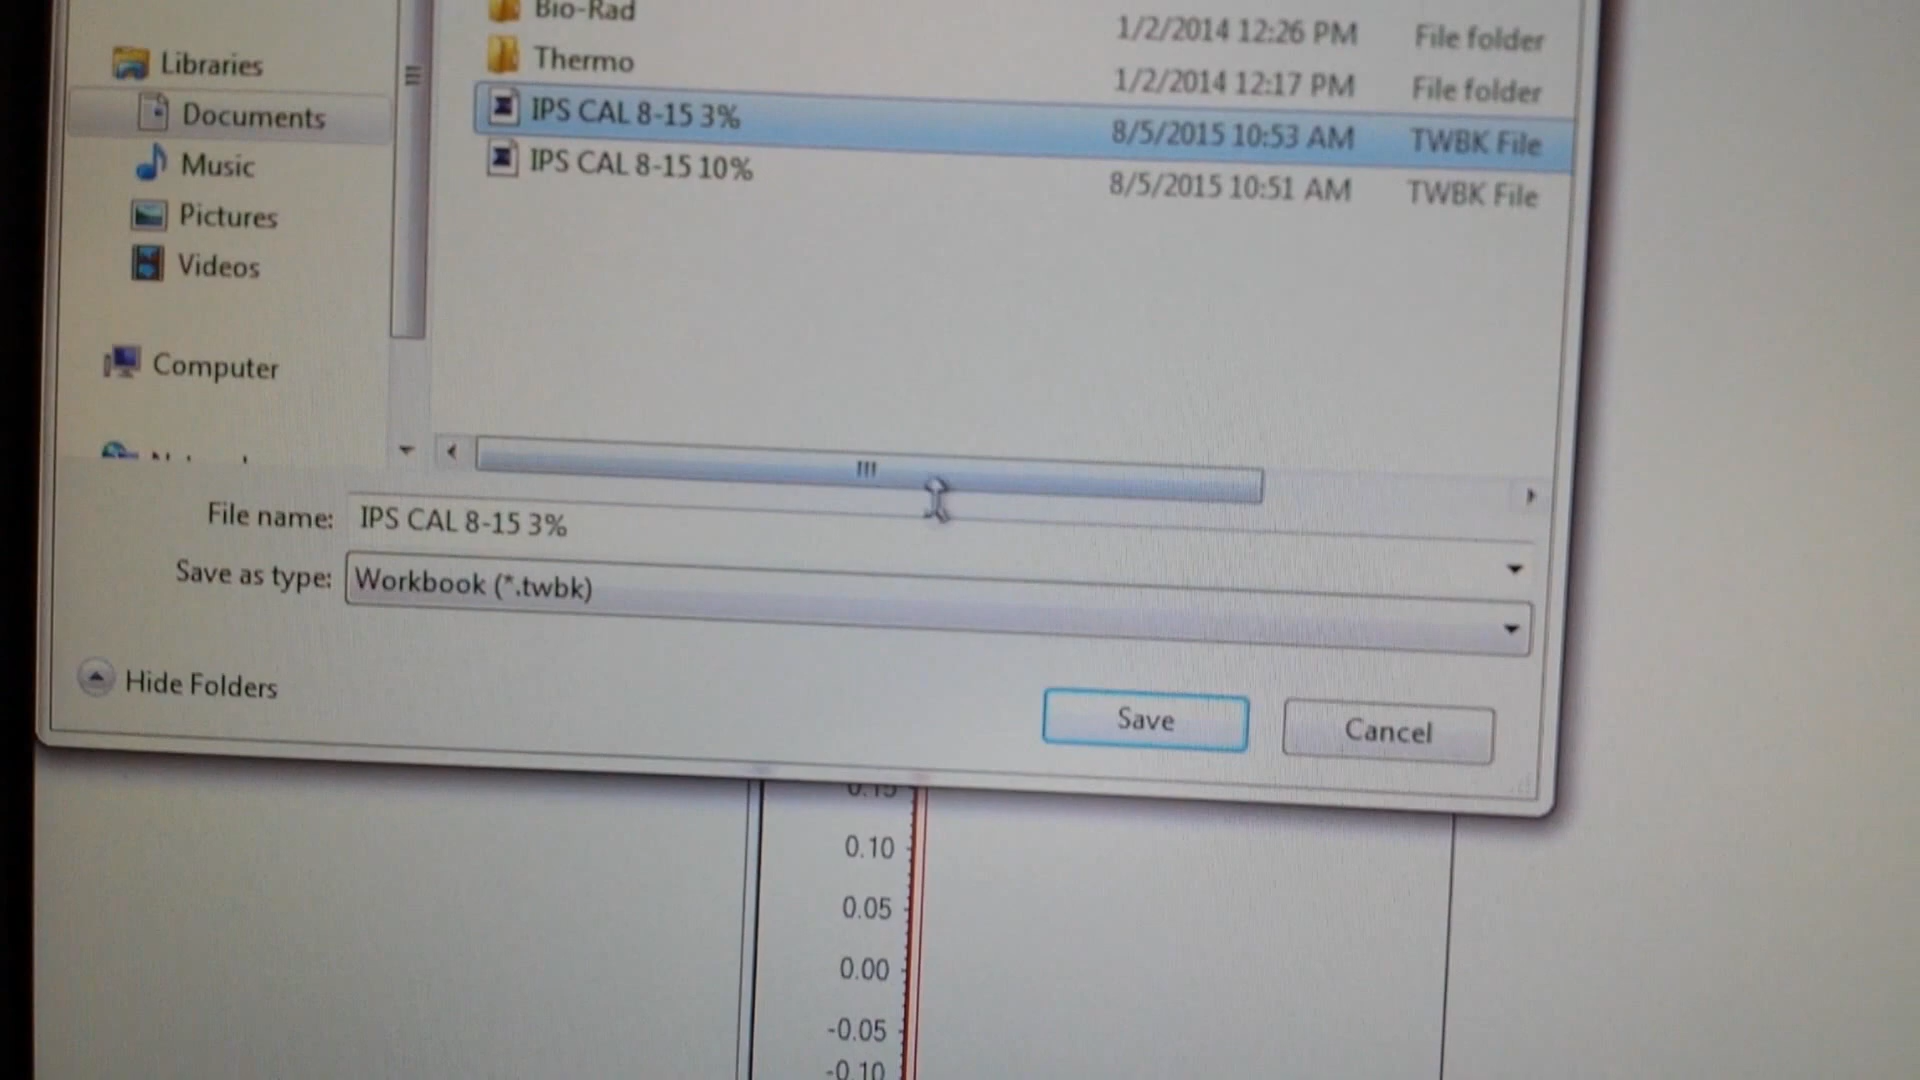 Bio-Rad 1/2/2014 12:26 PM File folder
Thermo 1/2/2014 12:17 PM File folder
IPS CAL 8-15 3% 8/5/2015 10:53 AM TWBK File
IPS CAL 8-15 10% 8/5/2015 10:51 AM TWBK File
Libraries
Documents
Music
Pictures
Videos
Computer
File name: IPS CAL 8-15 3%
Save as type: Workbook (*.twbk)
Hide Folders
Save Cancel
0.15
0.10
0.05
0.00
-0.05
-0.10